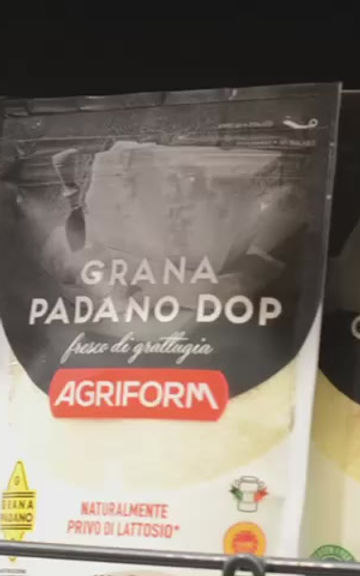 GRANA
PADANO DOP
fresco di grattugia
AGRIFORM
G
GRANA
PADANO
NATURALMENTE
PRIVO DI LATTOSIO*